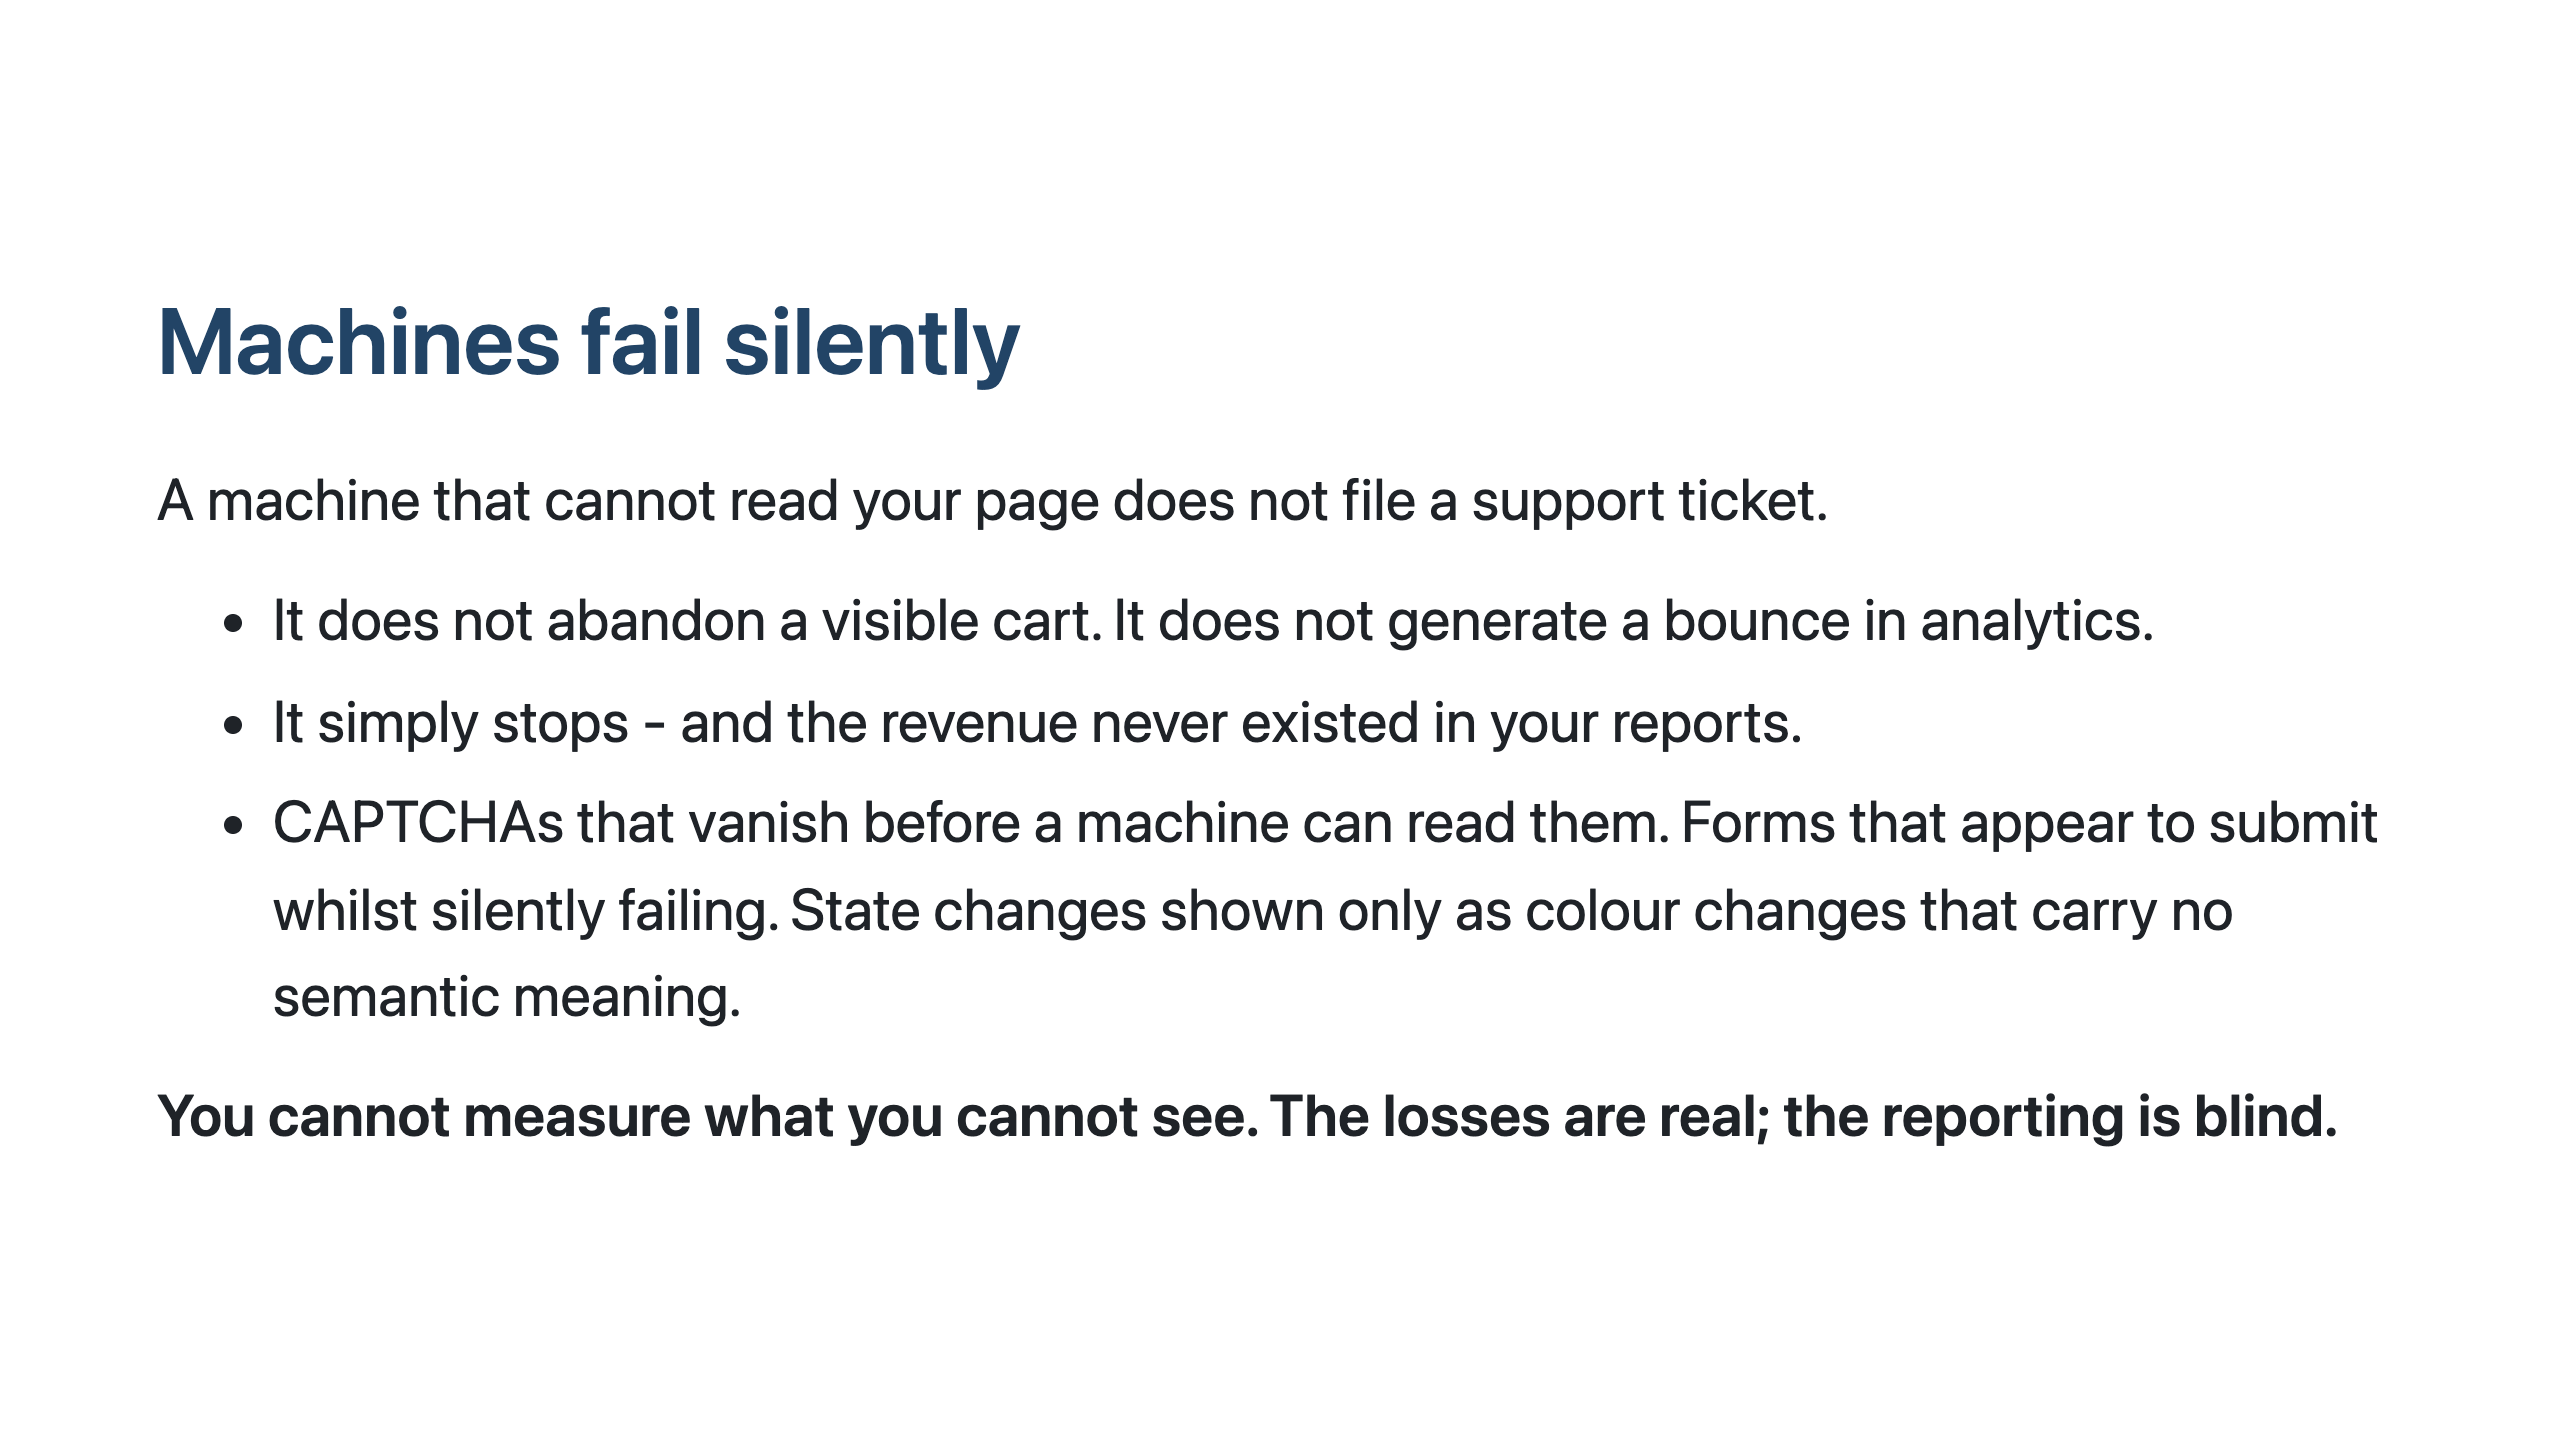 Machines fail silently
A machine that cannot read your page does not file a support ticket.
• It does not abandon a visible cart. It does not generate a bounce in analytics.
• It simply stops - and the revenue never existed in your reports.
• CAPTCHAs that vanish before a machine can read them. Forms that appear to submit
whilst silently failing. State changes shown only as colour changes that carry no
semantic meaning.
You cannot measure what you cannot see. The losses are real; the reporting is blind.